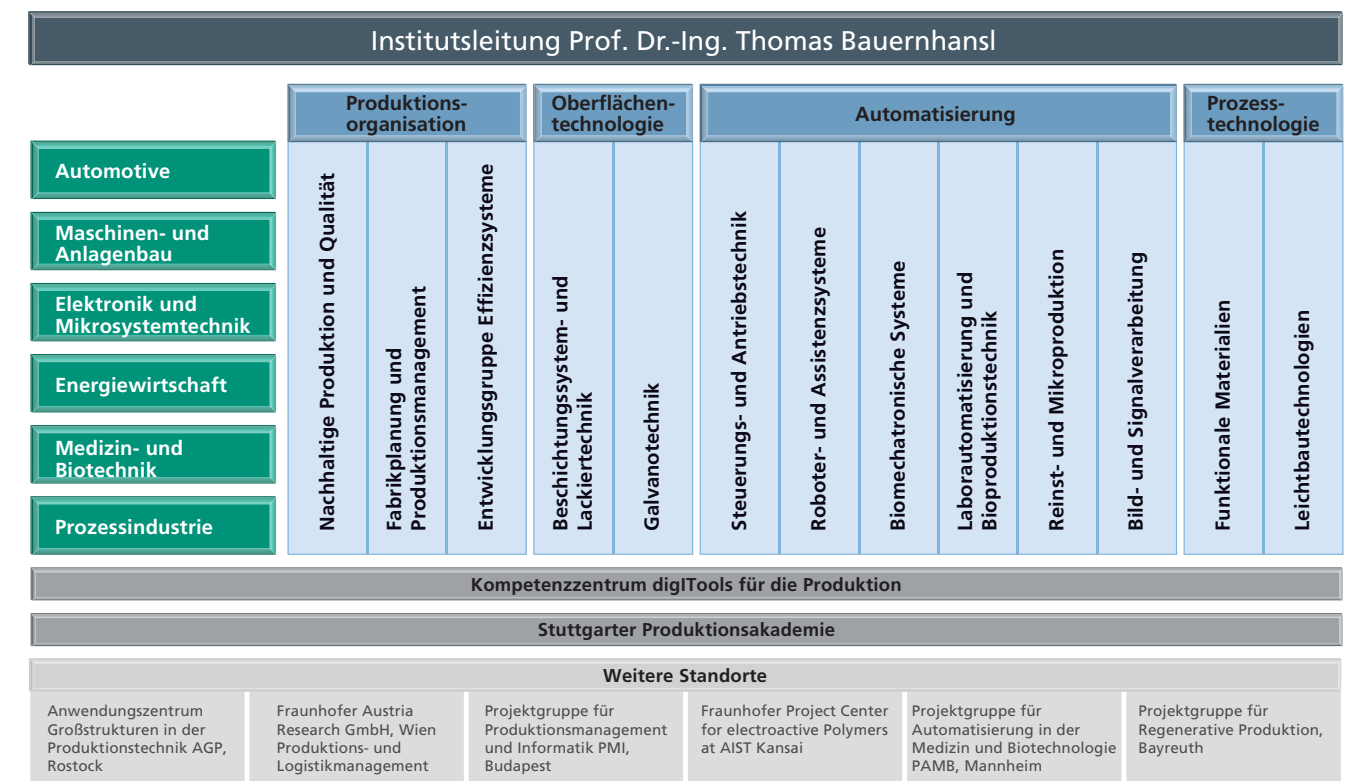 Institutsleitung Prof. Dr.-Ing. Thomas Bauernhansl
Produktions-
organisation
Oberflächen-
technologie
Automatisierung
Prozess-
technologie
Automotive
Maschinen- und
Anlagenbau
Elektronik und
Mikrosystemtechnik
Energiewirtschaft
Medizin- und
Biotechnik
Prozessindustrie
Nachhaltige Produktion und Qualität
Fabrikplanung und
Produktionsmanagement
Entwicklungsgruppe Effizienzsysteme
Beschichtungssystem- und
Lackiertechnik
Galvanotechnik
Steuerungs- und Antriebstechnik
Roboter- und Assistenzsysteme
Biomechatronische Systeme
Laborautomatisierung und
Bioproduktionstechnik
Reinst- und Mikroproduktion
Bild- und Signalverarbeitung
Funktionale Materialien
Leichtbautechnologien
Kompetenzzentrum digITools für die Produktion
Stuttgarter Produktionsakademie
Weitere Standorte
Anwendungszentrum
Großstrukturen in der
Produktionstechnik AGP,
Rostock
Fraunhofer Austria
Research GmbH, Wien
Produktions- und
Logistikmanagement
Projektgruppe für
Produktionsmanagement
und Informatik PMI,
Budapest
Fraunhofer Project Center
for electroactive Polymers
at AIST Kansai
Projektgruppe für
Automatisierung in der
Medizin und Biotechnologie
PAMB, Mannheim
Projektgruppe für
Regenerative Produktion,
Bayreuth